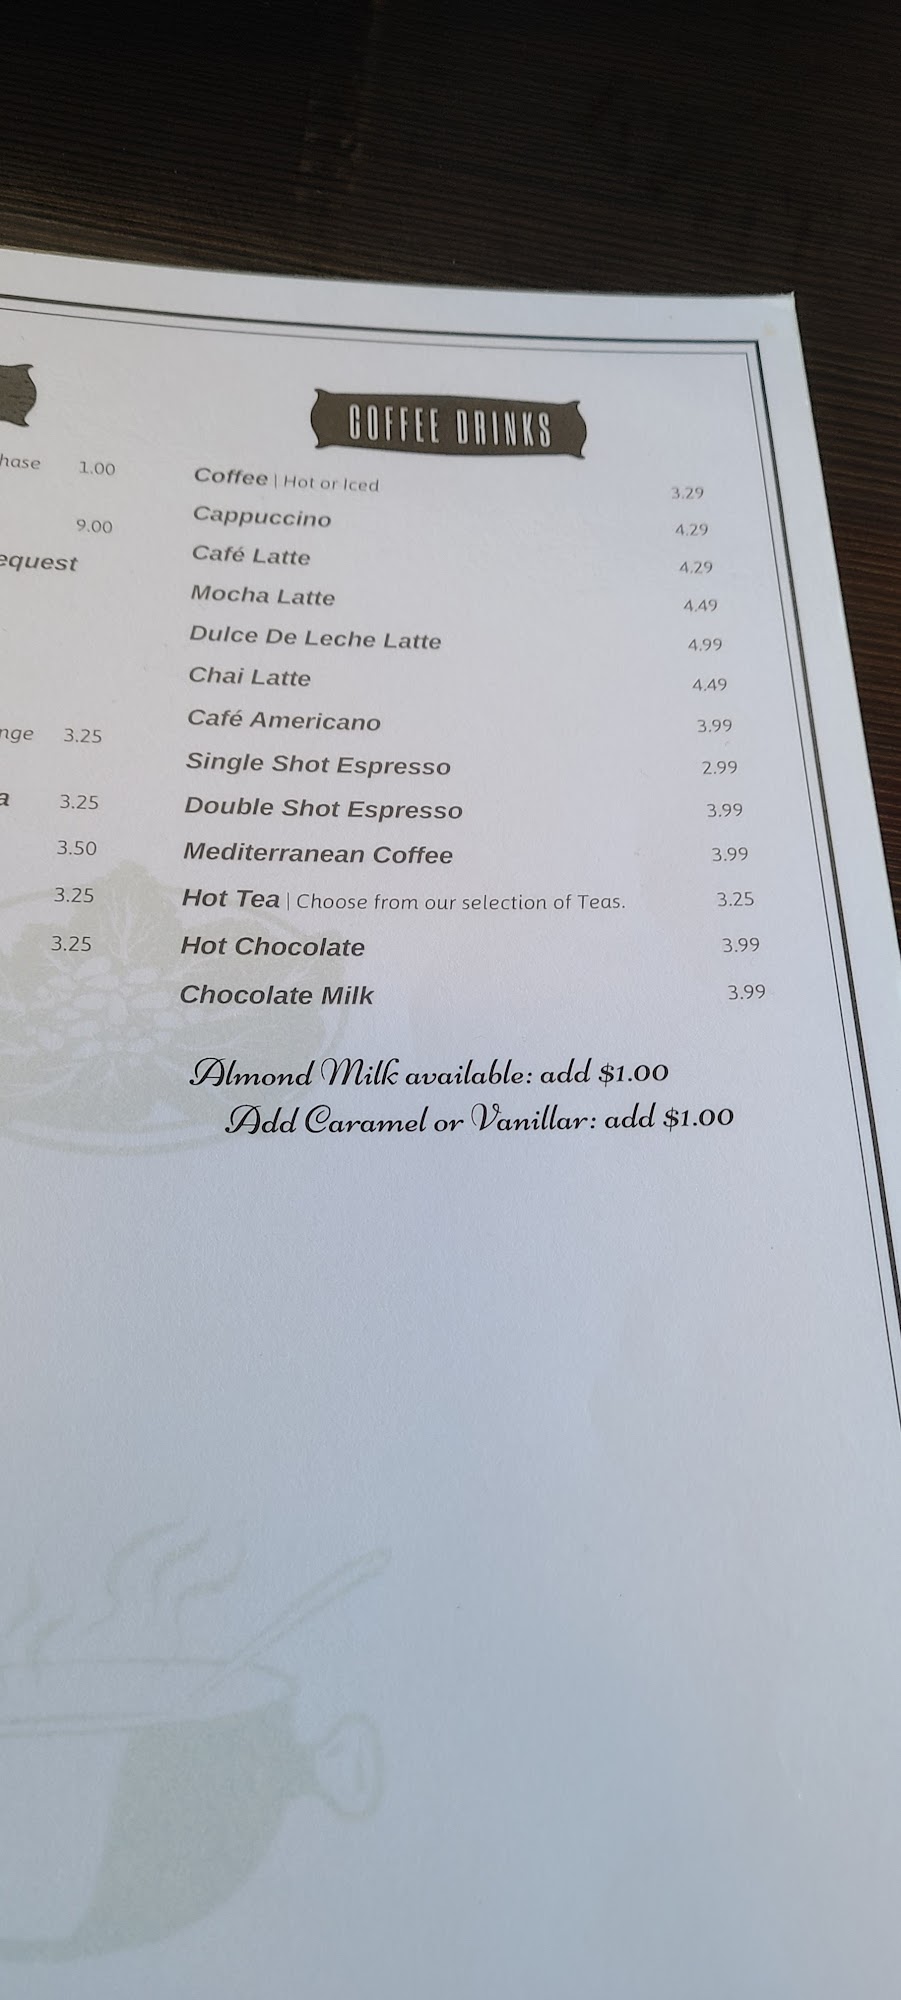 hase 1.00
9.00
equest
nge 3.25
a 3.25
3.50
3.25
3.25
COFFEE DRINKS
Coffee | Hot or Iced 3.29
Cappuccino 4.29
Café Latte 4.29
Mocha Latte 4.49
Dulce De Leche Latte 4.99
Chai Latte 4.49
Café Americano 3.99
Single Shot Espresso 2.99
Double Shot Espresso 3.99
Mediterranean Coffee 3.99
Hot Tea | Choose from our selection of Teas. 3.25
Hot Chocolate 3.99
Chocolate Milk 3.99
Almond Milk available: add $1.00
Add Caramel or Vanillar: add $1.00